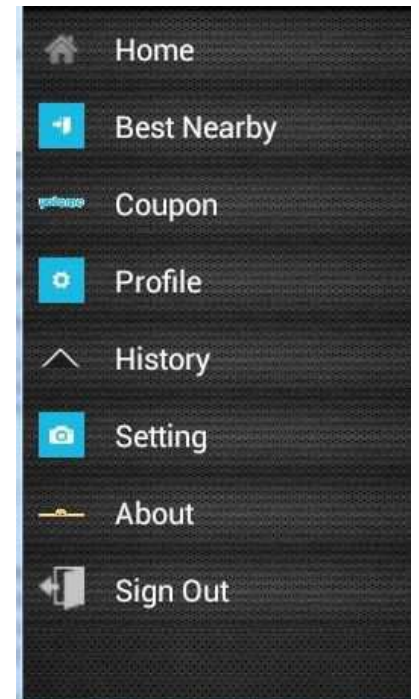 Home
Best Nearby
Coupon
Profile
History
Setting
About
Sign Out